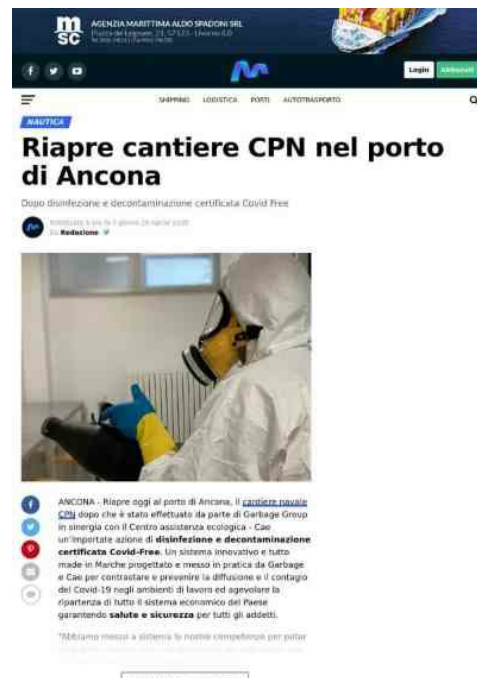 AGENZIA MARITTIMA ALDO SPADONI SRL
msc
Login
SHIPPING LOGISTICA PORTI AUTOTRASPORTO
NAUTICA
Riapre cantiere CPN nel porto
di Ancona
Dopo disinfezione e decontaminazione certificata Covid Free
Redazione
ANCONA - Riapre oggi al porto di Ancona, il cantiere navale
CPN dopo che è stato effettuato da parte di Garbage Group
in sinergia con il Centro assistenza ecologica - Cae
un'importate azione di disinfezione e decontaminazione
certificata Covid-Free. Un sistema innovativo e tutto
made in Marche progettato e messo in pratica da Garbage
e Cae per contrastare e prevenire la diffusione e il contagio
del Covid-19 negli ambienti di lavoro ed agevolare la
ripartenza di tutto il sistema economico del Paese
garantendo salute e sicurezza per tutti gli addetti.
"Abbiamo messo a sistema le nostre competenze per poter